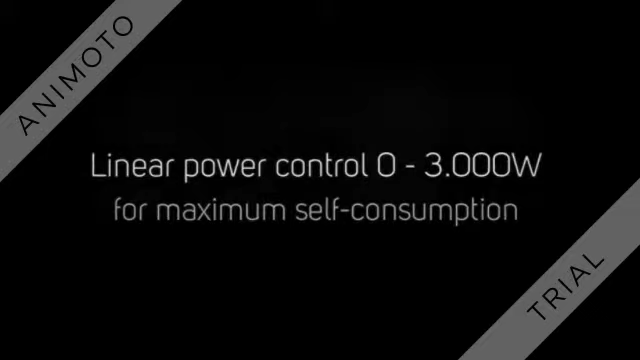 ANIMOTO
Linear power control 0 - 3.000W
for maximum self-consumption
TRIAL